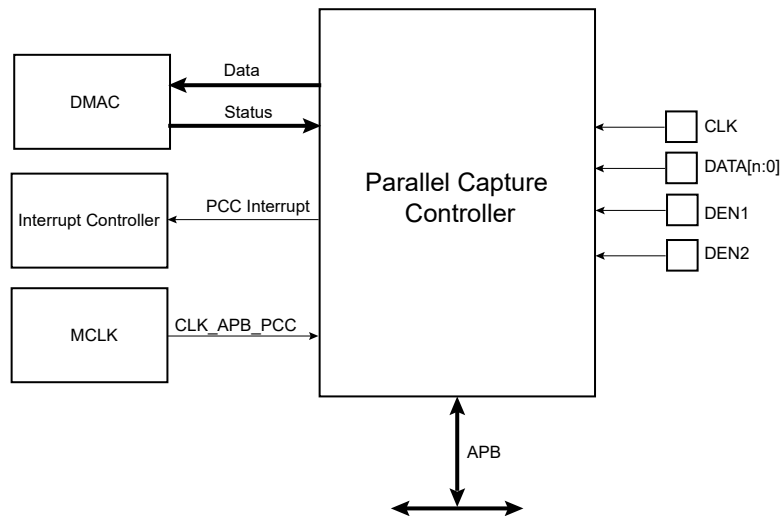 Data
DMAC
Status
CLK
DATA[n:0]
Parallel Capture
Controller
PCC Interrupt
Interrupt Controller
DEN1
DEN2
CLK_APB_PCC
MCLK
APB